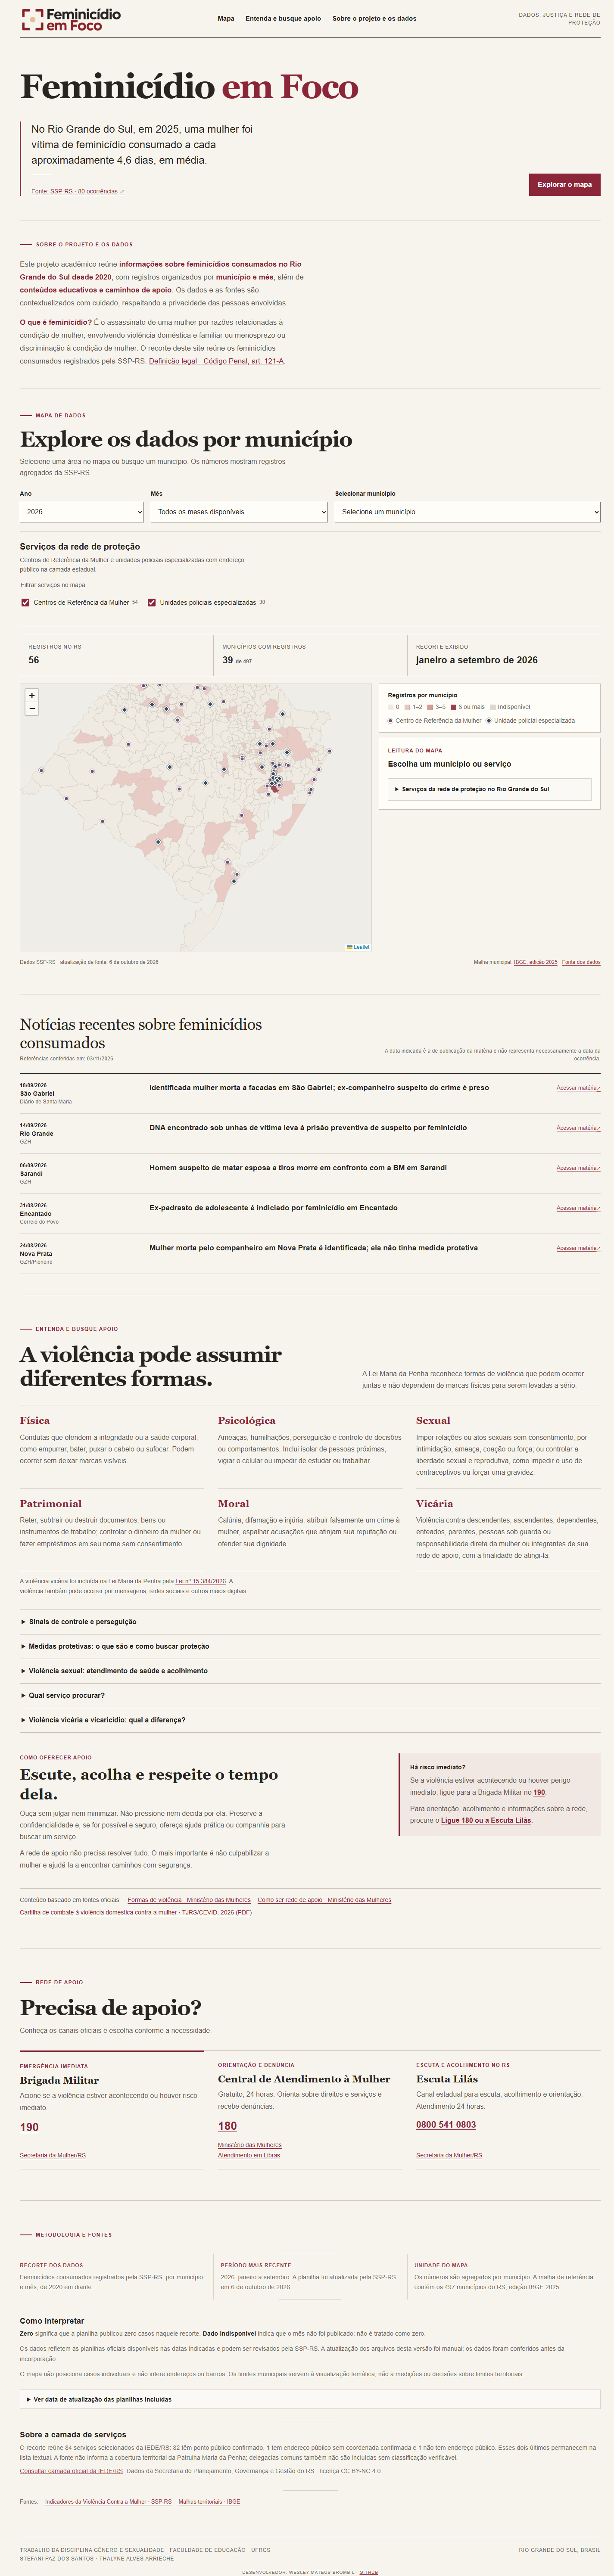 Feminicídio
em Foco
Mapa
Entenda e busque apoio
Sobre o projeto e os dados
DADOS, JUSTIÇA E REDE DE
PROTEÇÃO
Feminicídio em Foco
No Rio Grande do Sul, em 2025, uma mulher foi
vítima de feminicídio consumado a cada
aproximadamente 4,6 dias, em média.
Fonte: SSP-RS · 80 ocorrências ↗
Explorar o mapa
SOBRE O PROJETO E OS DADOS
Este projeto acadêmico reúne informações sobre feminicídios consumados no Rio
Grande do Sul desde 2020, com registros organizados por município e mês, além de
conteúdos educativos e caminhos de apoio. Os dados e as fontes são
contextualizados com cuidado, respeitando a privacidade das pessoas envolvidas.
O que é feminicídio? É o assassinato de uma mulher por razões relacionadas à
condição de mulher, envolvendo violência doméstica e familiar ou menosprezo ou
discriminação à condição de mulher. O recorte deste site reúne os feminicídios
consumados registrados pela SSP-RS. Definição legal · Código Penal, art. 121-A.
MAPA DE DADOS
Explore os dados por município
Selecione uma área no mapa ou busque um município. Os números mostram registros
agregados da SSP-RS.
Ano
Mês
Selecionar município
2026
Todos os meses disponíveis
Selecione um município
Serviços da rede de proteção
Centros de Referência da Mulher e unidades policiais especializadas com endereço
público na camada estadual.
Filtrar serviços no mapa
Centros de Referência da Mulher 54
Unidades policiais especializadas 30
REGISTROS NO RS
56
MUNICÍPIOS COM REGISTROS
39 de 497
RECORTE EXIBIDO
janeiro a setembro de 2026
+
−
Leaflet
Registros por município
0
1–2
3–5
6 ou mais
Indisponível
Centro de Referência da Mulher
Unidade policial especializada
LEITURA DO MAPA
Escolha um município ou serviço
Serviços da rede de proteção no Rio Grande do Sul
Dados SSP-RS · atualização da fonte: 6 de outubro de 2026
Malha municipal: IBGE, edição 2025 · Fonte dos dados
Notícias recentes sobre feminicídios
consumados
Referências conferidas em: 03/11/2026
A data indicada é a de publicação da matéria e não representa necessariamente a data da
ocorrência.
18/09/2026
São Gabriel
Diário de Santa Maria
Identificada mulher morta a facadas em São Gabriel; ex-companheiro suspeito do crime é preso
Acessar matéria↗
14/09/2026
Rio Grande
GZH
DNA encontrado sob unhas de vítima leva à prisão preventiva de suspeito por feminicídio
Acessar matéria↗
06/09/2026
Sarandi
GZH
Homem suspeito de matar esposa a tiros morre em confronto com a BM em Sarandi
Acessar matéria↗
31/08/2026
Encantado
Correio do Povo
Ex-padrasto de adolescente é indiciado por feminicídio em Encantado
Acessar matéria↗
24/08/2026
Nova Prata
GZH/Pioneiro
Mulher morta pelo companheiro em Nova Prata é identificada; ela não tinha medida protetiva
Acessar matéria↗
ENTENDA E BUSQUE APOIO
A violência pode assumir
diferentes formas.
A Lei Maria da Penha reconhece formas de violência que podem ocorrer
juntas e não dependem de marcas físicas para serem levadas a sério.
Física
Condutas que ofendem a integridade ou a saúde corporal,
como empurrar, bater, puxar o cabelo ou sufocar. Podem
ocorrer sem deixar marcas visíveis.
Psicológica
Ameaças, humilhações, perseguição e controle de decisões
ou comportamentos. Inclui isolar de pessoas próximas,
vigiar o celular ou impedir de estudar ou trabalhar.
Sexual
Impor relações ou atos sexuais sem consentimento, por
intimidação, ameaça, coação ou força; ou controlar a
liberdade sexual e reprodutiva, como impedir o uso de
contraceptivos ou forçar uma gravidez.
Patrimonial
Reter, subtrair ou destruir documentos, bens ou
instrumentos de trabalho, controlar o dinheiro da mulher ou
fazer empréstimos em seu nome sem consentimento.
Moral
Calúnia, difamação e injúria: atribuir falsamente um crime à
mulher, espalhar acusações que atinjam sua reputação ou
ofender sua dignidade.
Vicária
Violência contra descendentes, ascendentes, dependentes,
enteados, parentes, pessoas sob guarda ou
responsabilidade direta da mulher ou integrantes de sua
rede de apoio, com a finalidade de atingi-la.
A violência vicária foi incluída na Lei Maria da Penha pela Lei nº 15.384/2026. A
violência também pode ocorrer por mensagens, redes sociais e outros meios digitais.
Sinais de controle e perseguição
Medidas protetivas: o que são e como buscar proteção
Violência sexual: atendimento de saúde e acolhimento
Qual serviço procurar?
Violência vicária e vicaricídio: qual a diferença?
COMO OFERECER APOIO
Escute, acolha e respeite o tempo
dela.
Ouça sem julgar nem minimizar. Não pressione nem decida por ela. Preserve a
confidencialidade e, se for possível e seguro, ofereça ajuda prática ou companhia para
buscar um serviço.
A rede de apoio não precisa resolver tudo. O mais importante é não culpabilizar a
mulher e ajudá-la a encontrar caminhos com segurança.
Há risco imediato?
Se a violência estiver acontecendo ou houver perigo
imediato, ligue para a Brigada Militar no 190.
Para orientação, acolhimento e informações sobre a rede,
procure o Ligue 180 ou a Escuta Lilás.
Conteúdo baseado em fontes oficiais:
Formas de violência · Ministério das Mulheres
Como ser rede de apoio · Ministério das Mulheres
Cartilha de combate à violência doméstica contra a mulher · TJRS/CEVID, 2026 (PDF)
REDE DE APOIO
Precisa de apoio?
Conheça os canais oficiais e escolha conforme a necessidade.
EMERGÊNCIA IMEDIATA
Brigada Militar
Acione se a violência estiver acontecendo ou houver risco
imediato.
190
Secretaria da Mulher/RS
ORIENTAÇÃO E DENÚNCIA
Central de Atendimento à Mulher
Gratuito, 24 horas. Orienta sobre direitos e serviços e
recebe denúncias.
180
Ministério das Mulheres
Atendimento em Libras
ESCUTA E ACOLHIMENTO NO RS
Escuta Lilás
Canal estadual para escuta, acolhimento e orientação.
Atendimento 24 horas.
0800 541 0803
Secretaria da Mulher/RS
METODOLOGIA E FONTES
RECORTE DOS DADOS
Feminicídios consumados registrados pela SSP-RS, por município
e mês, de 2020 em diante.
PERÍODO MAIS RECENTE
2026: janeiro a setembro. A planilha foi atualizada pela SSP-RS
em 6 de outubro de 2026.
UNIDADE DO MAPA
Os números são agregados por município. A malha de referência
contém os 497 municípios do RS, edição IBGE 2025.
Como interpretar
Zero significa que a planilha publicou zero casos naquele recorte. Dado indisponível indica que o mês não foi publicado; não é tratado como zero.
Os dados refletem as planilhas oficiais disponíveis nas datas indicadas e podem ser revisados pela SSP-RS. A atualização dos arquivos desta versão foi manual; os dados foram conferidos antes da
incorporação.
O mapa não posiciona casos individuais e não infere endereços ou bairros. Os limites municipais servem à visualização temática, não a medições ou decisões sobre limites territoriais.
Ver data de atualização das planilhas incluídas
Sobre a camada de serviços
O recorte reúne 84 serviços selecionados da IEDE/RS: 82 têm ponto público confirmado, 1 tem endereço público sem coordenada confirmada e 1 não tem endereço público. Esses dois últimos permanecem na
lista textual. A fonte não informa a cobertura territorial da Patrulha Maria da Penha; delegacias comuns também não são incluídas sem classificação verificável.
Consultar camada oficial da IEDE/RS. Dados da Secretaria do Planejamento, Governança e Gestão do RS · licença CC BY-NC 4.0.
Fontes:
Indicadores da Violência Contra a Mulher · SSP-RS
Malhas territoriais · IBGE
TRABALHO DA DISCIPLINA GÊNERO E SEXUALIDADE · FACULDADE DE EDUCAÇÃO · UFRGS
STEFANI PAZ DOS SANTOS · THALYNE ALVES ARRIECHE
RIO GRANDE DO SUL, BRASIL
DESENVOLVEDOR: WESLEY MATEUS BROMBIL · GITHUB